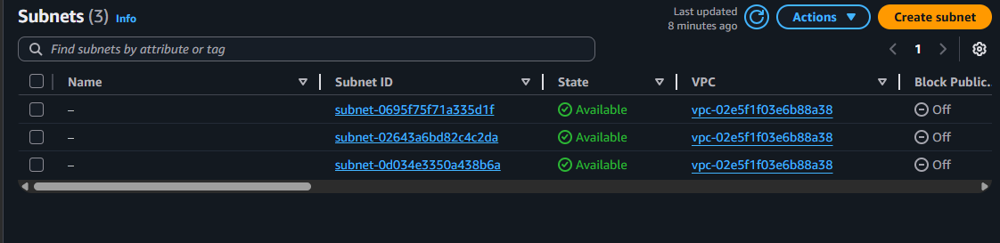 Subnets (3) Info
Last updated
8 minutes ago
Actions
Create subnet
Find subnets by attribute or tag
1
Name Subnet ID State VPC Block Public...
– subnet-0695f75f71a335d1f Available vpc-02e5f1f03e6b88a38 Off
– subnet-02643a6bd82c4c2da Available vpc-02e5f1f03e6b88a38 Off
– subnet-0d034e3350a438b6a Available vpc-02e5f1f03e6b88a38 Off